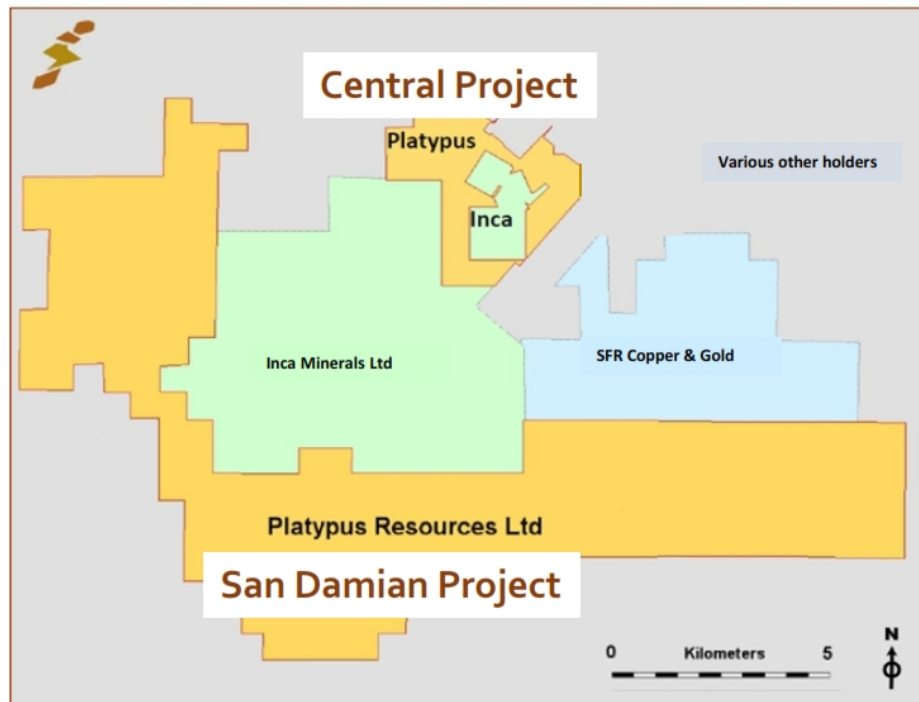 Central Project
Platypus
Various other holders
Inca
Inca Minerals Ltd
SFR Copper & Gold
Platypus Resources Ltd
San Damian Project
N
0 Kilometers 5